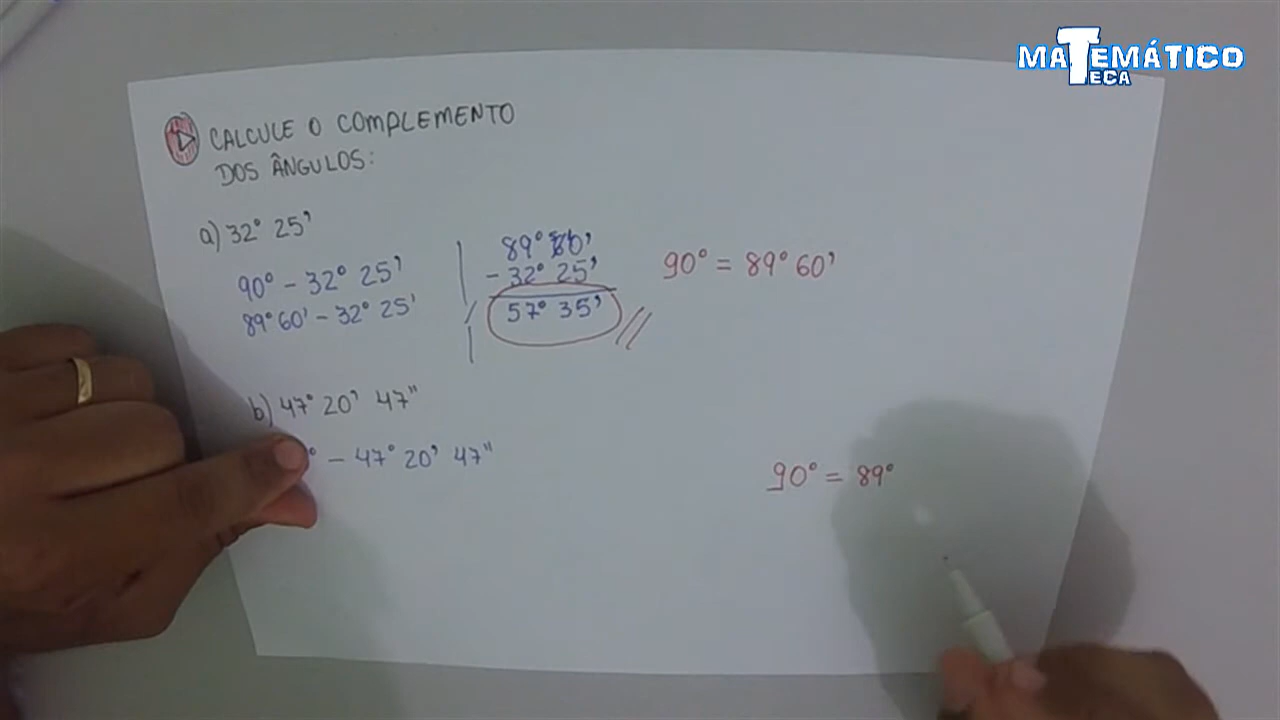 MATEMÁTICO
TECA
CALCULE O COMPLEMENTO
DOS ÂNGULOS:
a) 32° 25'
90° - 32° 25'
89° 60' - 32° 25'
89° 60'
- 32° 25'
57° 35'
90° = 89° 60'
b) 47° 20' 47"
° - 47° 20' 47"
90° = 89°